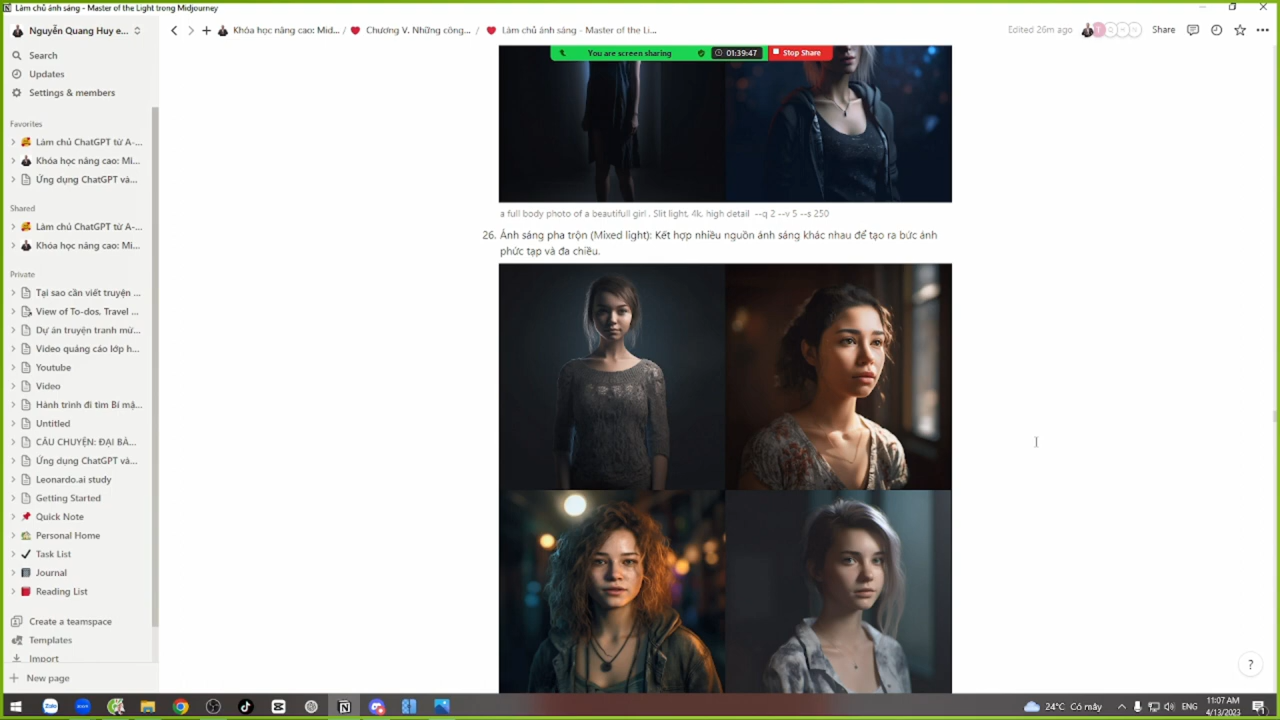 Làm chủ ánh sáng - Master of the Light trong Midjourney
Nguyễn Quang Huy e...
Khóa học nâng cao: Mid... /
Chương V. Những công... /
Làm chủ ánh sáng - Master of the Li...
Edited 26m ago
Share
Search
Updates
Settings & members
You are screen sharing
01:39:47
Stop Share
Favorites
Làm chủ ChatGPT từ A-...
Khóa học nâng cao: Mi...
Ứng dụng ChatGPT và...
Shared
Làm chủ ChatGPT từ A-...
Khóa học nâng cao: Mi...
Private
Tại sao cần viết truyện ...
View of To-dos, Travel ...
Dự án truyện tranh mù...
Video quảng cáo lớp h...
Youtube
Video
Hành trình đi tìm Bí mậ...
Untitled
CÂU CHUYỆN: ĐẠI BÀ...
Ứng dụng ChatGPT và...
Leonardo.ai study
Getting Started
Quick Note
Personal Home
Task List
Journal
Reading List
Create a teamspace
Templates
Import
New page
a full body photo of a beautifull girl . Slit light, 4k, high detail --q 2 --v 5 --s 250
26. Ánh sáng pha trộn (Mixed light): Kết hợp nhiều nguồn ánh sáng khác nhau để tạo ra bức ảnh
phức tạp và đa chiều.
?
Zalo
zoom
24°C Có mây
ENG
11:07 AM
4/13/2023